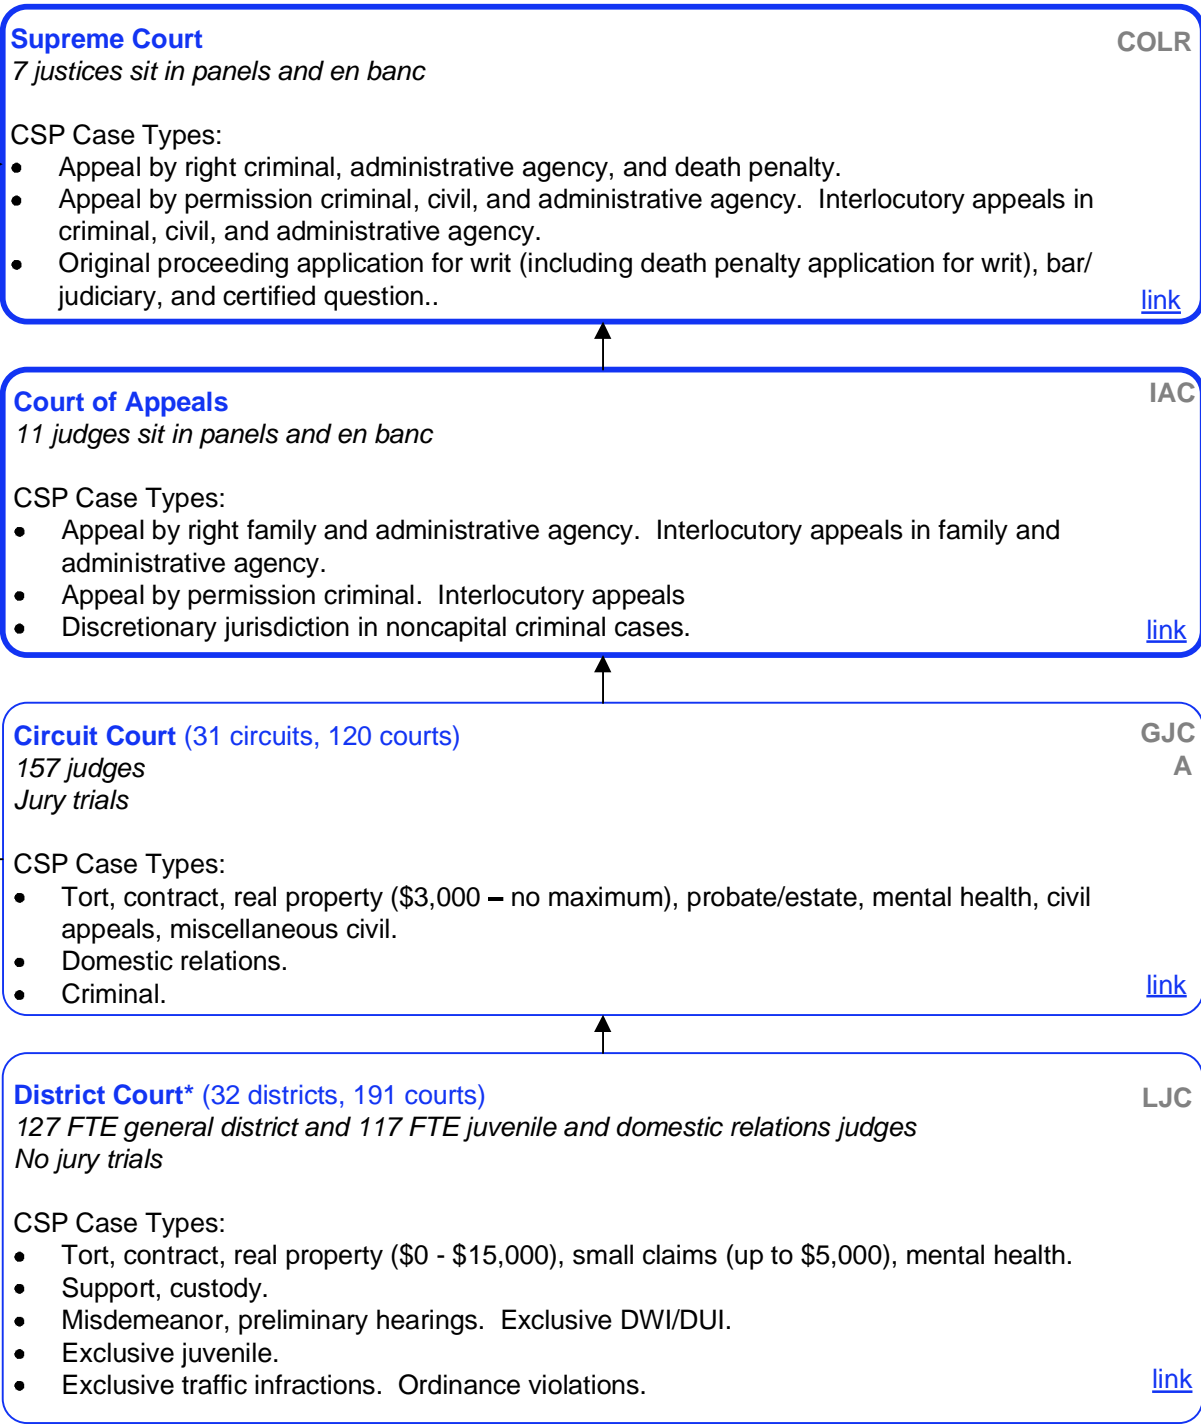 Supreme Court COLR
7 justices sit in panels and en banc
CSP Case Types:
• Appeal by right criminal, administrative agency, and death penalty.
• Appeal by permission criminal, civil, and administrative agency.  Interlocutory appeals in
criminal, civil, and administrative agency.
• Original proceeding application for writ (including death penalty application for writ), bar/
judiciary, and certified question..
link
Court of Appeals IAC
11 judges sit in panels and en banc
CSP Case Types:
• Appeal by right family and administrative agency.  Interlocutory appeals in family and
administrative agency.
• Appeal by permission criminal.  Interlocutory appeals
• Discretionary jurisdiction in noncapital criminal cases.
link
Circuit Court (31 circuits, 120 courts) GJC
157 judges A
Jury trials
CSP Case Types:
• Tort, contract, real property ($3,000 – no maximum), probate/estate, mental health, civil
appeals, miscellaneous civil.
• Domestic relations.
• Criminal.
link
District Court* (32 districts, 191 courts) LJC
127 FTE general district and 117 FTE juvenile and domestic relations judges
No jury trials
CSP Case Types:
• Tort, contract, real property ($0 - $15,000), small claims (up to $5,000), mental health.
• Support, custody.
• Misdemeanor, preliminary hearings.  Exclusive DWI/DUI.
• Exclusive juvenile.
• Exclusive traffic infractions.  Ordinance violations.
link